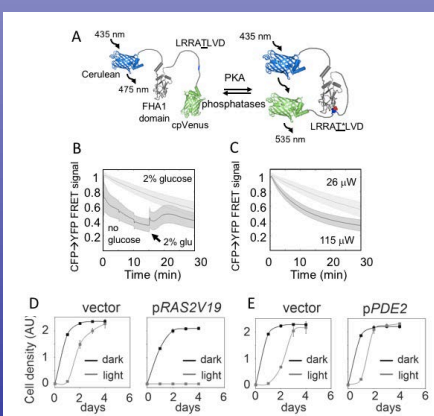 A
435 nm
LRRATLVD
435 nm
Cerulean
475 nm
FHA1
domain
cpVenus
PKA
phosphatases
LRRAT*LVD
535 nm
B
C
CFP→YFP FRET signal
1
0.8
0.6
0.4
0.2
2% glucose
no
glucose
2% glu
0 10 20 30
Time (min)
CFP→YFP FRET signal
1
0.8
0.6
0.4
0.2
26 µW
115 µW
0 10 20 30
Time (min)
D
vector
pRAS2V19
E
vector
pPDE2
Cell density (AU)
2
1
0
dark
light
dark
light
2
1
0
dark
light
dark
light
0 2 4 6
0 2 4 6
0 2 4 6
0 2 4 6
days
days
days
days